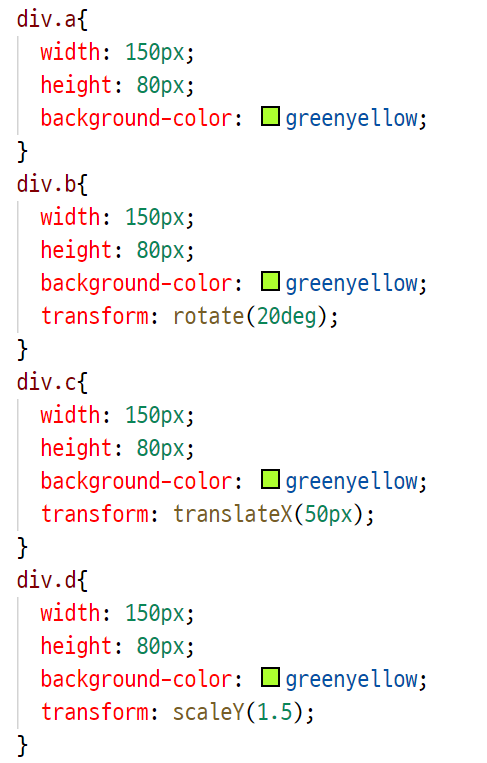 div.a{
  width: 150px;
  height: 80px;
  background-color: greenyellow;
}
div.b{
  width: 150px;
  height: 80px;
  background-color: greenyellow;
  transform: rotate(20deg);
}
div.c{
  width: 150px;
  height: 80px;
  background-color: greenyellow;
  transform: translateX(50px);
}
div.d{
  width: 150px;
  height: 80px;
  background-color: greenyellow;
  transform: scaleY(1.5);
}